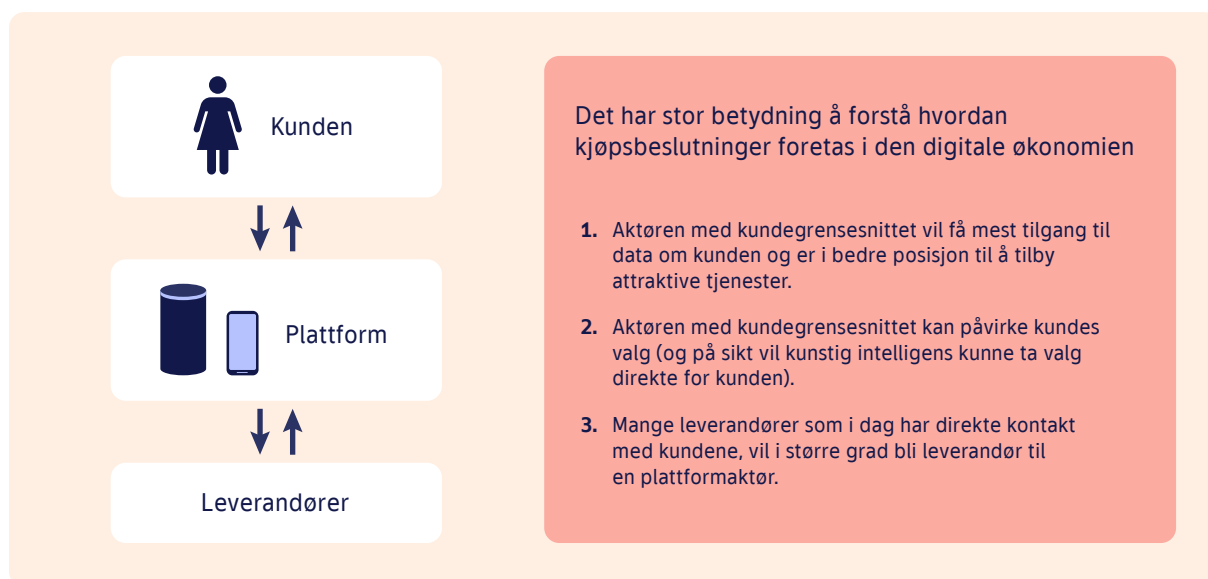 Kunden
Plattform
Leverandører
Det har stor betydning å forstå hvordan
kjøpsbeslutninger foretas i den digitale økonomien
1. Aktøren med kundegrensesnittet vil få mest tilgang til
data om kunden og er i bedre posisjon til å tilby
attraktive tjenester.
2. Aktøren med kundegrensesnittet kan påvirke kundes
valg (og på sikt vil kunstig intelligens kunne ta valg
direkte for kunden).
3. Mange leverandører som i dag har direkte kontakt
med kundene, vil i større grad bli leverandør til
en plattformaktør.